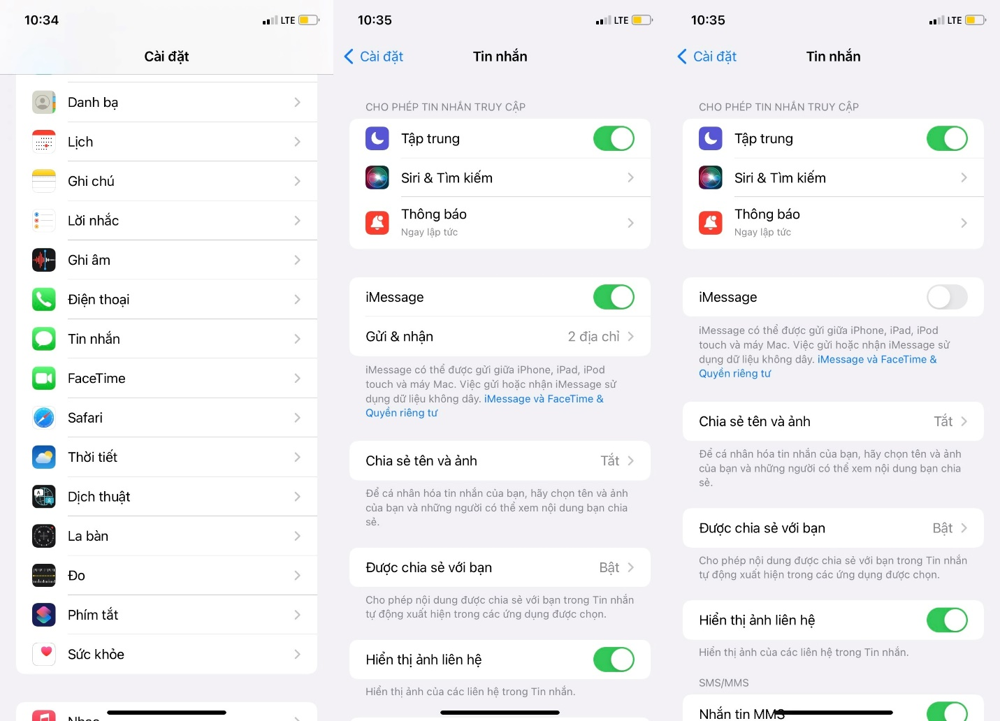 10:34
LTE
Cài đặt
Danh bạ
Lịch
Ghi chú
Lời nhắc
Ghi âm
Điện thoại
Tin nhắn
FaceTime
Safari
Thời tiết
Dịch thuật
La bàn
Đo
Phím tắt
Sức khỏe
Nhạc
10:35
LTE
Cài đặt
Tin nhắn
CHO PHÉP TIN NHẮN TRUY CẬP
Tập trung
Siri & Tìm kiếm
Thông báo
Ngay lập tức
iMessage
Gửi & nhận
2 địa chỉ
iMessage có thể được gửi giữa iPhone, iPad, iPod
touch và máy Mac. Việc gửi hoặc nhận iMessage sử
dụng dữ liệu không dây. iMessage và FaceTime &
Quyền riêng tư
Chia sẻ tên và ảnh
Tắt
Để cá nhân hóa tin nhắn của bạn, hãy chọn tên và ảnh
của bạn và những người có thể xem nội dung bạn chia
sẻ.
Được chia sẻ với bạn
Bật
Cho phép nội dung được chia sẻ với bạn trong Tin nhắn
tự động xuất hiện trong các ứng dụng được chọn.
Hiển thị ảnh liên hệ
Hiển thị ảnh của các liên hệ trong Tin nhắn.
10:35
LTE
Cài đặt
Tin nhắn
CHO PHÉP TIN NHẮN TRUY CẬP
Tập trung
Siri & Tìm kiếm
Thông báo
Ngay lập tức
iMessage
iMessage có thể được gửi giữa iPhone, iPad, iPod
touch và máy Mac. Việc gửi hoặc nhận iMessage sử
dụng dữ liệu không dây. iMessage và FaceTime &
Quyền riêng tư
Chia sẻ tên và ảnh
Tắt
Để cá nhân hóa tin nhắn của bạn, hãy chọn tên và ảnh
của bạn và những người có thể xem nội dung bạn chia
sẻ.
Được chia sẻ với bạn
Bật
Cho phép nội dung được chia sẻ với bạn trong Tin nhắn
tự động xuất hiện trong các ứng dụng được chọn.
Hiển thị ảnh liên hệ
Hiển thị ảnh của các liên hệ trong Tin nhắn.
SMS/MMS
Nhắn tin MMS